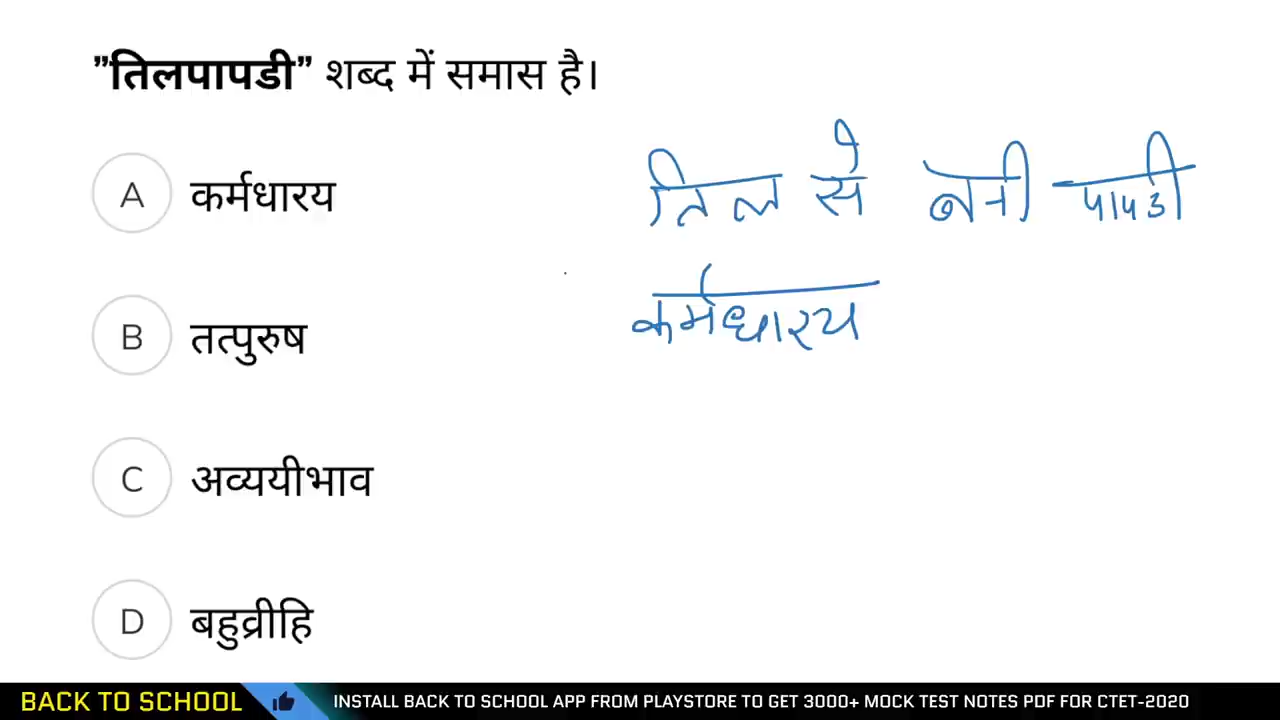 "तिलपापडी" शब्द में समास है।
तिल से बनी पापडी
A कर्मधारय
कर्मधारय
B तत्पुरुष
C अव्ययीभाव
D बहुव्रीहि
BACK TO SCHOOL INSTALL BACK TO SCHOOL APP FROM PLAYSTORE TO GET 3000+ MOCK TEST NOTES PDF FOR CTET-2020